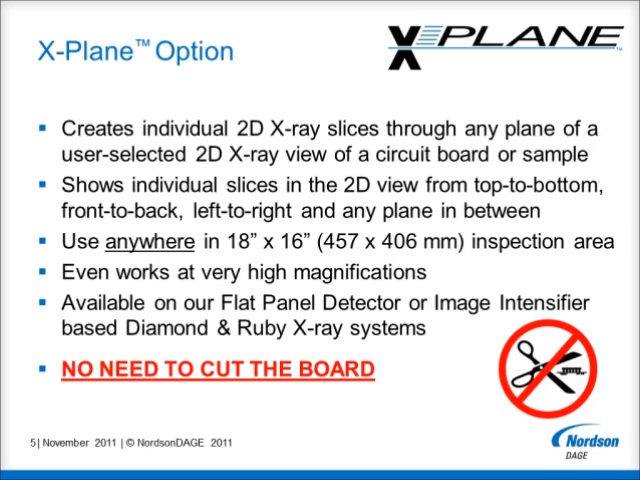 X-Plane™ Option
X-PLANE™
▪ Creates individual 2D X-ray slices through any plane of a
user-selected 2D X-ray view of a circuit board or sample
▪ Shows individual slices in the 2D view from top-to-bottom,
front-to-back, left-to-right and any plane in between
▪ Use anywhere in 18” x 16” (457 x 406 mm) inspection area
▪ Even works at very high magnifications
▪ Available on our Flat Panel Detector or Image Intensifier
based Diamond & Ruby X-ray systems
▪ NO NEED TO CUT THE BOARD
5 | November 2011 | © NordsonDAGE 2011
Nordson
DAGE